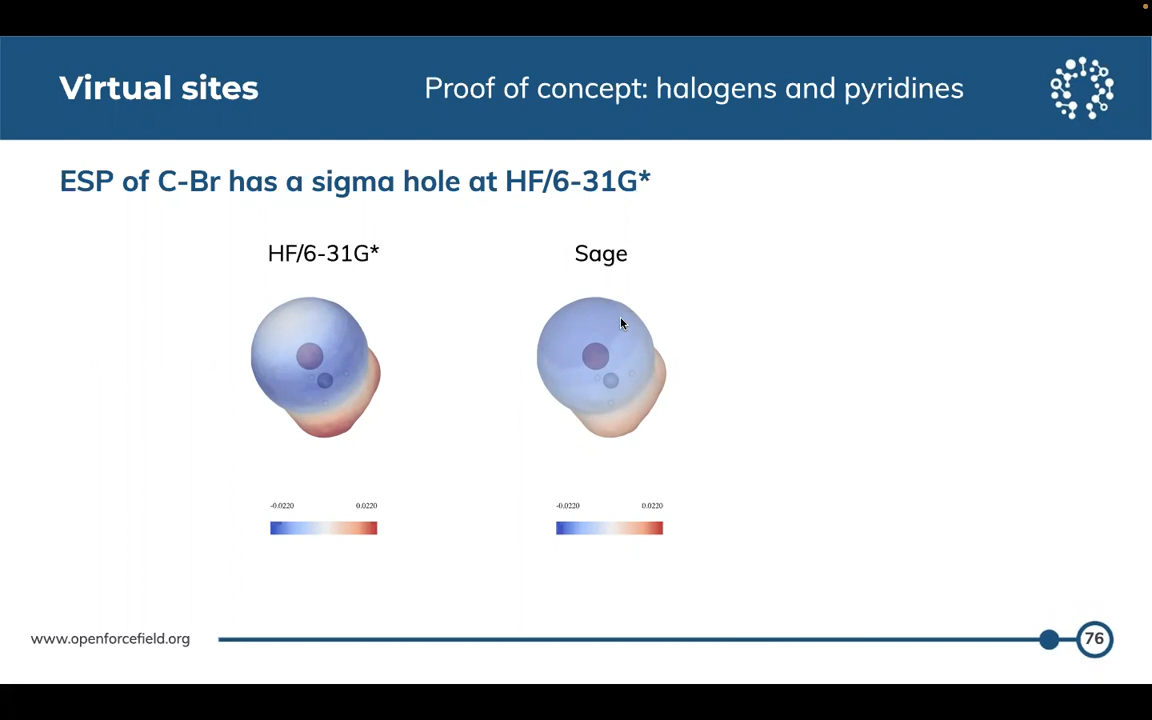 Virtual sites
Proof of concept: halogens and pyridines
ESP of C-Br has a sigma hole at HF/6-31G*
HF/6-31G*
Sage
-0.0220 0.0220
-0.0220 0.0220
www.openforcefield.org
76